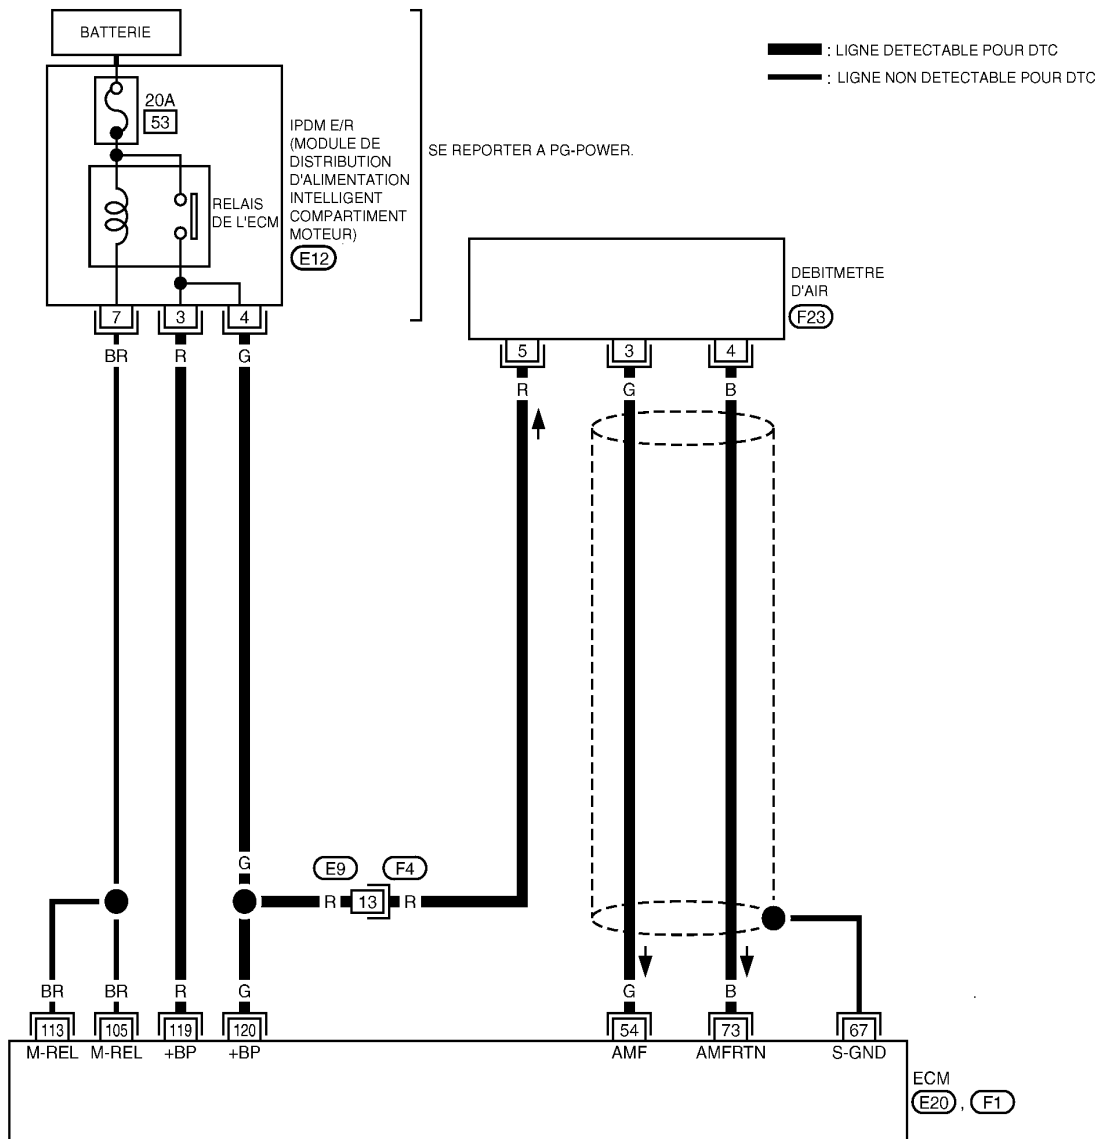 BATTERIE
: LIGNE DETECTABLE POUR DTC
: LIGNE NON DETECTABLE POUR DTC
20A
53
IPDM E/R
(MODULE DE
DISTRIBUTION
D'ALIMENTATION
INTELLIGENT
COMPARTIMENT
MOTEUR)
E12
SE REPORTER A PG-POWER.
RELAIS
DE L'ECM
DEBITMETRE
D'AIR
F23
7 3 4
BR R G
5 3 4
R G B
G
E9 F4
R 13 R
BR BR R G G B
113 105 119 120 54 73 67
M-REL M-REL +BP +BP AMF AMFRTN S-GND
ECM
E20 , F1